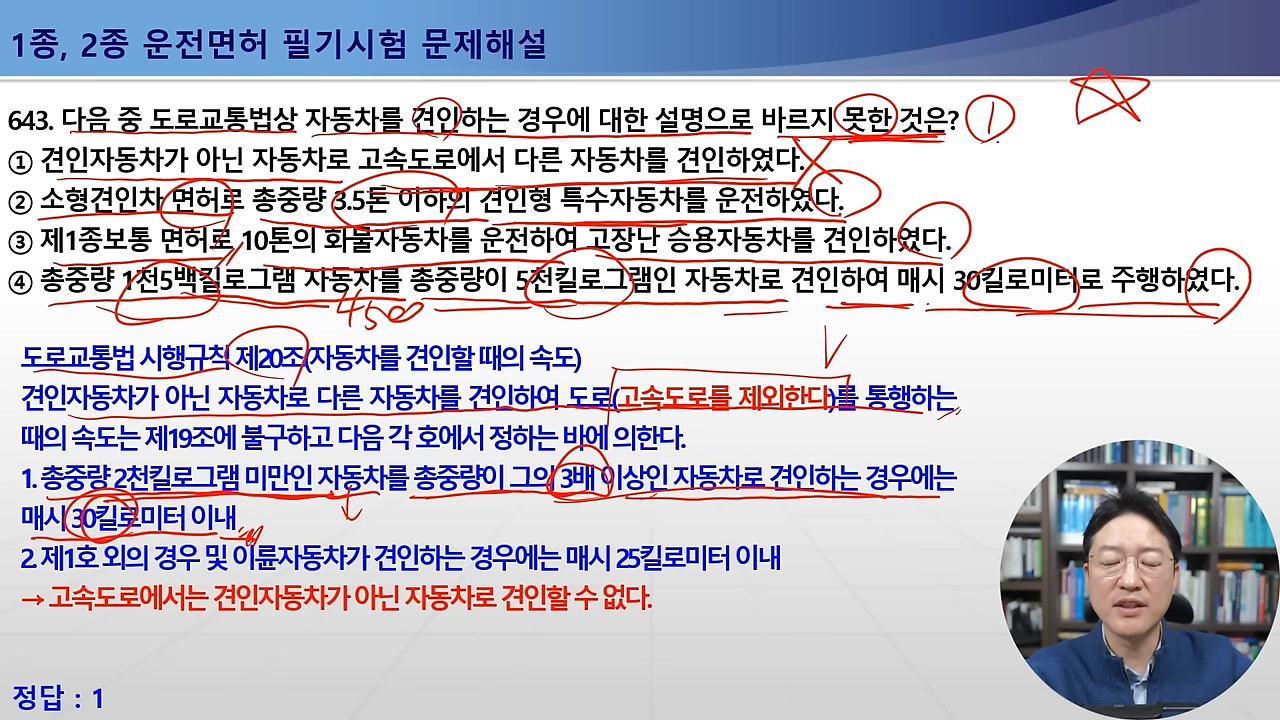 1종, 2종 운전면허 필기시험 문제해설
643. 다음 중 도로교통법상 자동차를 견인하는 경우에 대한 설명으로 바르지 못한 것은? 1
① 견인자동차가 아닌 자동차로 고속도로에서 다른 자동차를 견인하였다.
② 소형견인차 면허로 총중량 3.5톤 이하의 견인형 특수자동차를 운전하였다.
③ 제1종보통 면허로 10톤의 화물자동차를 운전하여 고장난 승용자동차를 견인하였다.
④ 총중량 1천5백킬로그램 자동차를 총중량이 5천킬로그램인 자동차로 견인하여 매시 30킬로미터로 주행하였다.
4500
도로교통법 시행규칙 제20조(자동차를 견인할 때의 속도)
견인자동차가 아닌 자동차로 다른 자동차를 견인하여 도로(고속도로를 제외한다)를 통행하는
때의 속도는 제19조에 불구하고 다음 각 호에서 정하는 바에 의한다.
1. 총중량 2천킬로그램 미만인 자동차를 총중량이 그의 3배 이상인 자동차로 견인하는 경우에는
매시 30킬로미터 이내
2. 제1호 외의 경우 및 이륜자동차가 견인하는 경우에는 매시 25킬로미터 이내
→ 고속도로에서는 견인자동차가 아닌 자동차로 견인할 수 없다.
정답 : 1